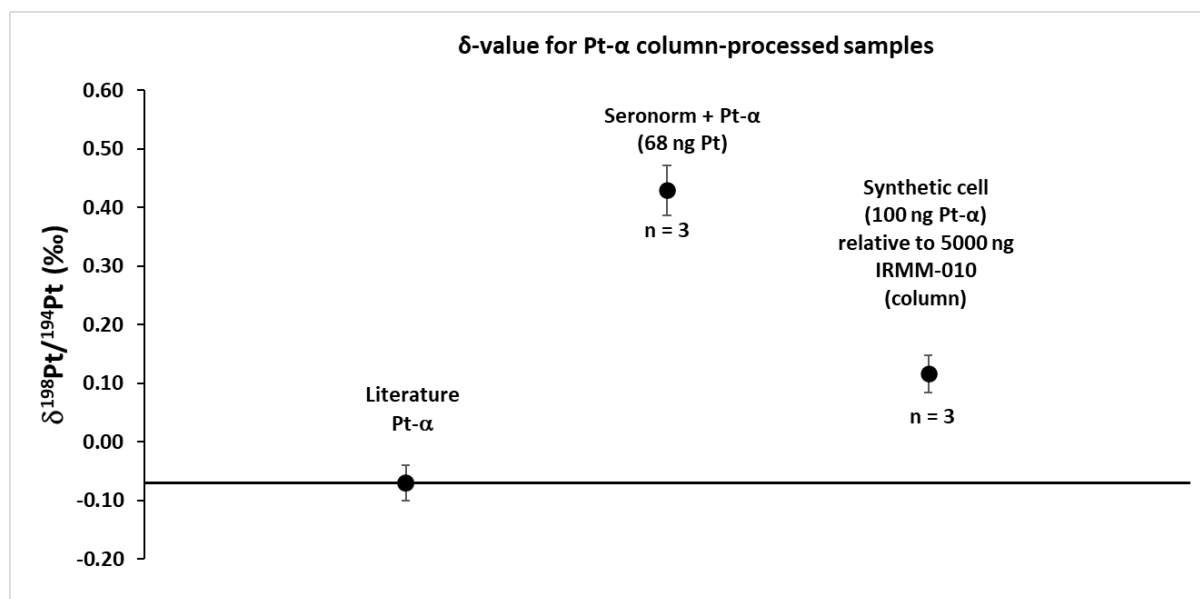 δ-value for Pt-α column-processed samples
δ¹⁹⁸Pt/¹⁹⁴Pt (‰)
0.60
0.50
0.40
0.30
0.20
0.10
0.00
-0.10
-0.20
Literature
Pt-α
Seronorm + Pt-α
(68 ng Pt)
n = 3
Synthetic cell
(100 ng Pt-α)
relative to 5000 ng
IRMM-010
(column)
n = 3